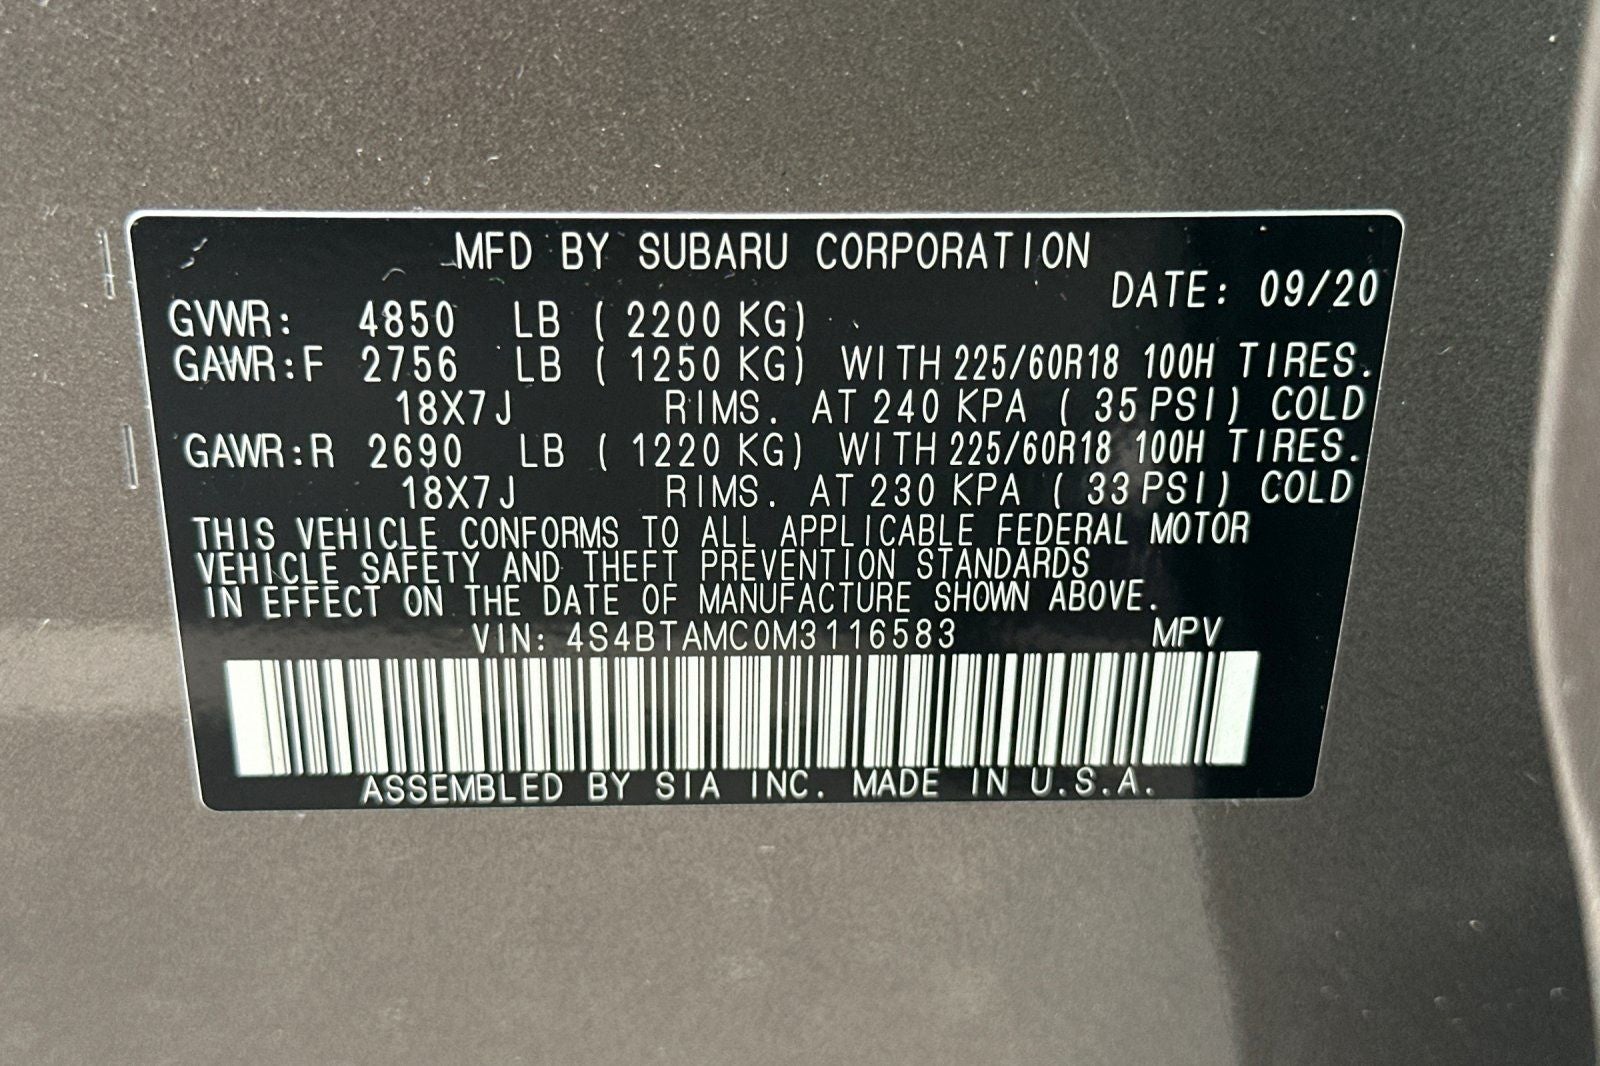 MFD BY SUBARU CORPORATION
DATE: 09/20
GVWR: 4850 LB ( 2200 KG)
GAWR:F 2756 LB ( 1250 KG) WITH 225/60R18 100H TIRES.
18X7J RIMS. AT 240 KPA ( 35 PSI) COLD
GAWR:R 2690 LB ( 1220 KG) WITH 225/60R18 100H TIRES.
18X7J RIMS. AT 230 KPA ( 33 PSI) COLD
THIS VEHICLE CONFORMS TO ALL APPLICABLE FEDERAL MOTOR
VEHICLE SAFETY AND THEFT PREVENTION STANDARDS
IN EFFECT ON THE DATE OF MANUFACTURE SHOWN ABOVE.
VIN: 4S4BTAMC0M3116583 MPV
ASSEMBLED BY SIA INC. MADE IN U.S.A.